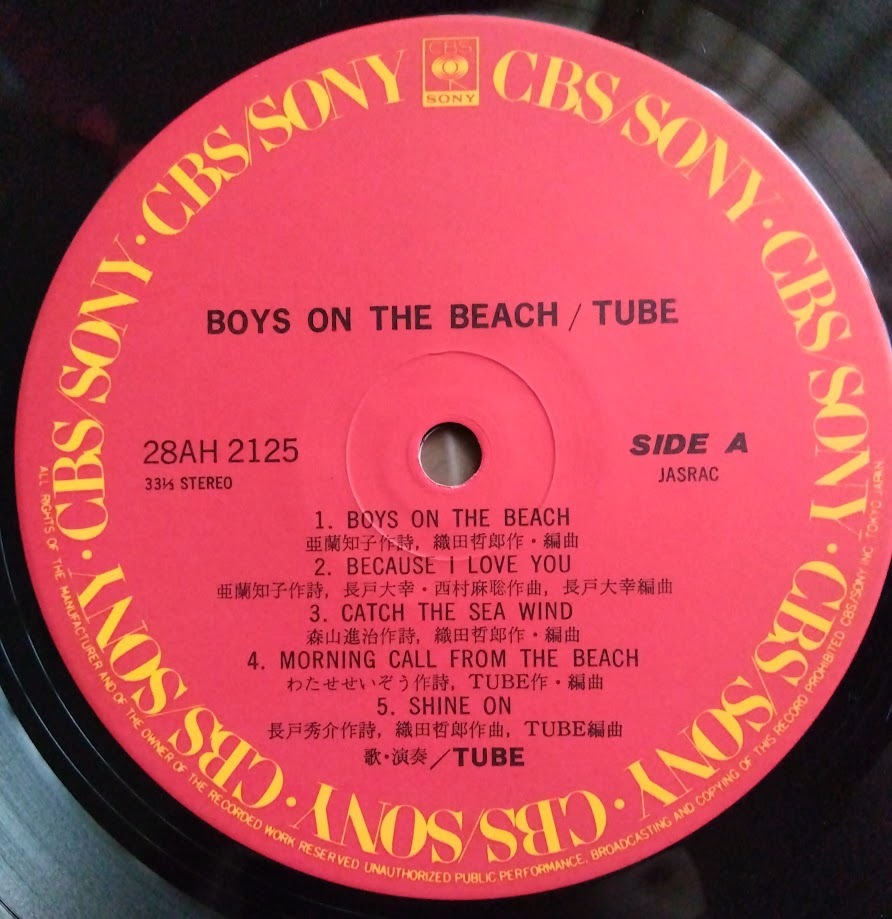 CBS
SONY
CBS/SONY · CBS/SONY · CBS/SONY · CBS/SONY · CBS/SONY · CBS/SONY · CBS/SONY · CBS/SONY · CBS/SONY · CBS/SONY
BOYS ON THE BEACH / TUBE
28AH 2125
33⅓ STEREO
SIDE A
JASRAC
1. BOYS ON THE BEACH
亜蘭知子作詩, 織田哲郎作・編曲
2. BECAUSE I LOVE YOU
亜蘭知子作詩, 長戸大幸・西村麻聡作曲, 長戸大幸編曲
3. CATCH THE SEA WIND
森山進治作詩, 織田哲郎作・編曲
4. MORNING CALL FROM THE BEACH
わたせせいぞう作詩, TUBE作・編曲
5. SHINE ON
長戸秀介作詩, 織田哲郎作曲, TUBE編曲
歌・演奏／TUBE
ALL RIGHTS OF THE MANUFACTURER AND OF THE OWNER OF THE RECORDED WORK RESERVED UNAUTHORIZED PUBLIC PERFORMANCE, BROADCASTING AND COPYING OF THIS RECORD PROHIBITED CBS/SONY INC. TOKYO JAPAN